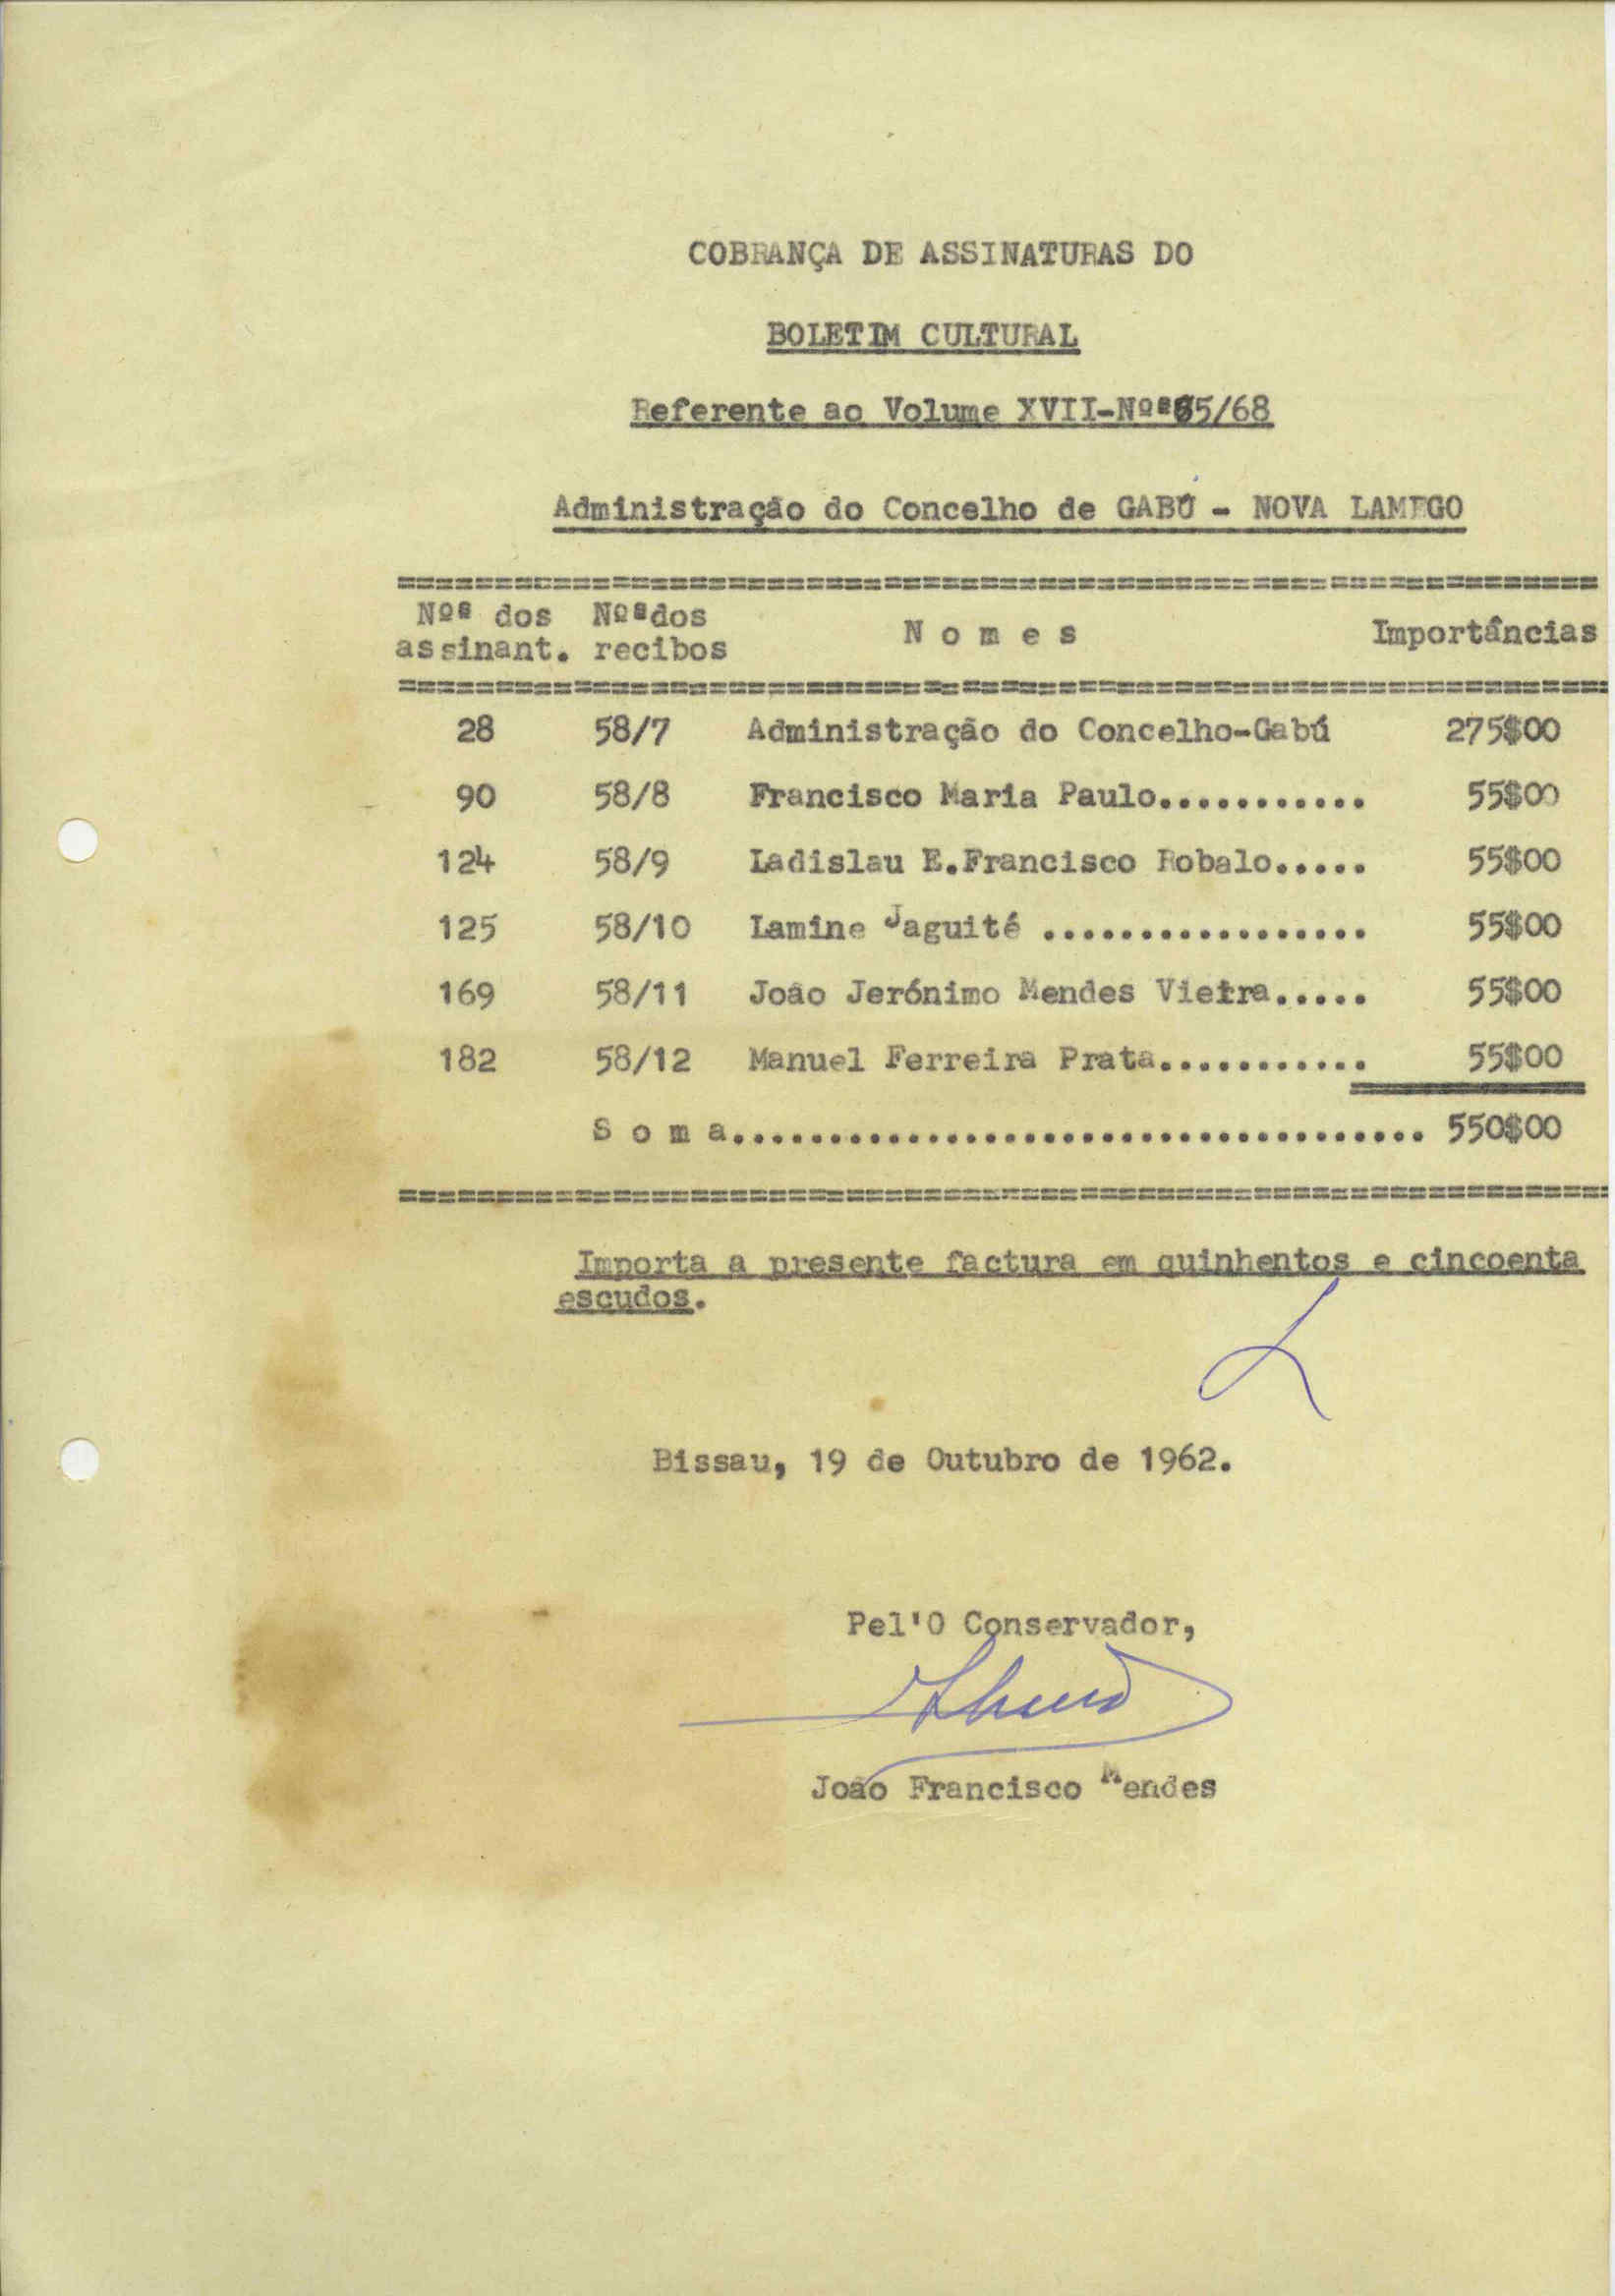 COBRANÇA DE ASSINATURAS DO
BOLETIM CULTURAL
Referente ao Volume XVII-Nºˢ65/68
Administração do Concelho de GABÚ - NOVA LAMEGO
Nºˢ dos Nºˢdos Nomes Importâncias
assinant. recibos
28 58/7 Administração do Concelho-Gabú 275$00
90 58/8 Francisco Maria Paulo........... 55$00
124 58/9 Ladislau E.Francisco Robalo..... 55$00
125 58/10 Lamine Jaguité ................. 55$00
169 58/11 João Jerónimo Mendes Vieira..... 55$00
182 58/12 Manuel Ferreira Prata........... 55$00
Soma.................................... 550$00
Importa a presente factura em quinhentos e cincoenta
escudos.
Bissau, 19 de Outubro de 1962.
Pel'O Conservador,
João Francisco Mendes